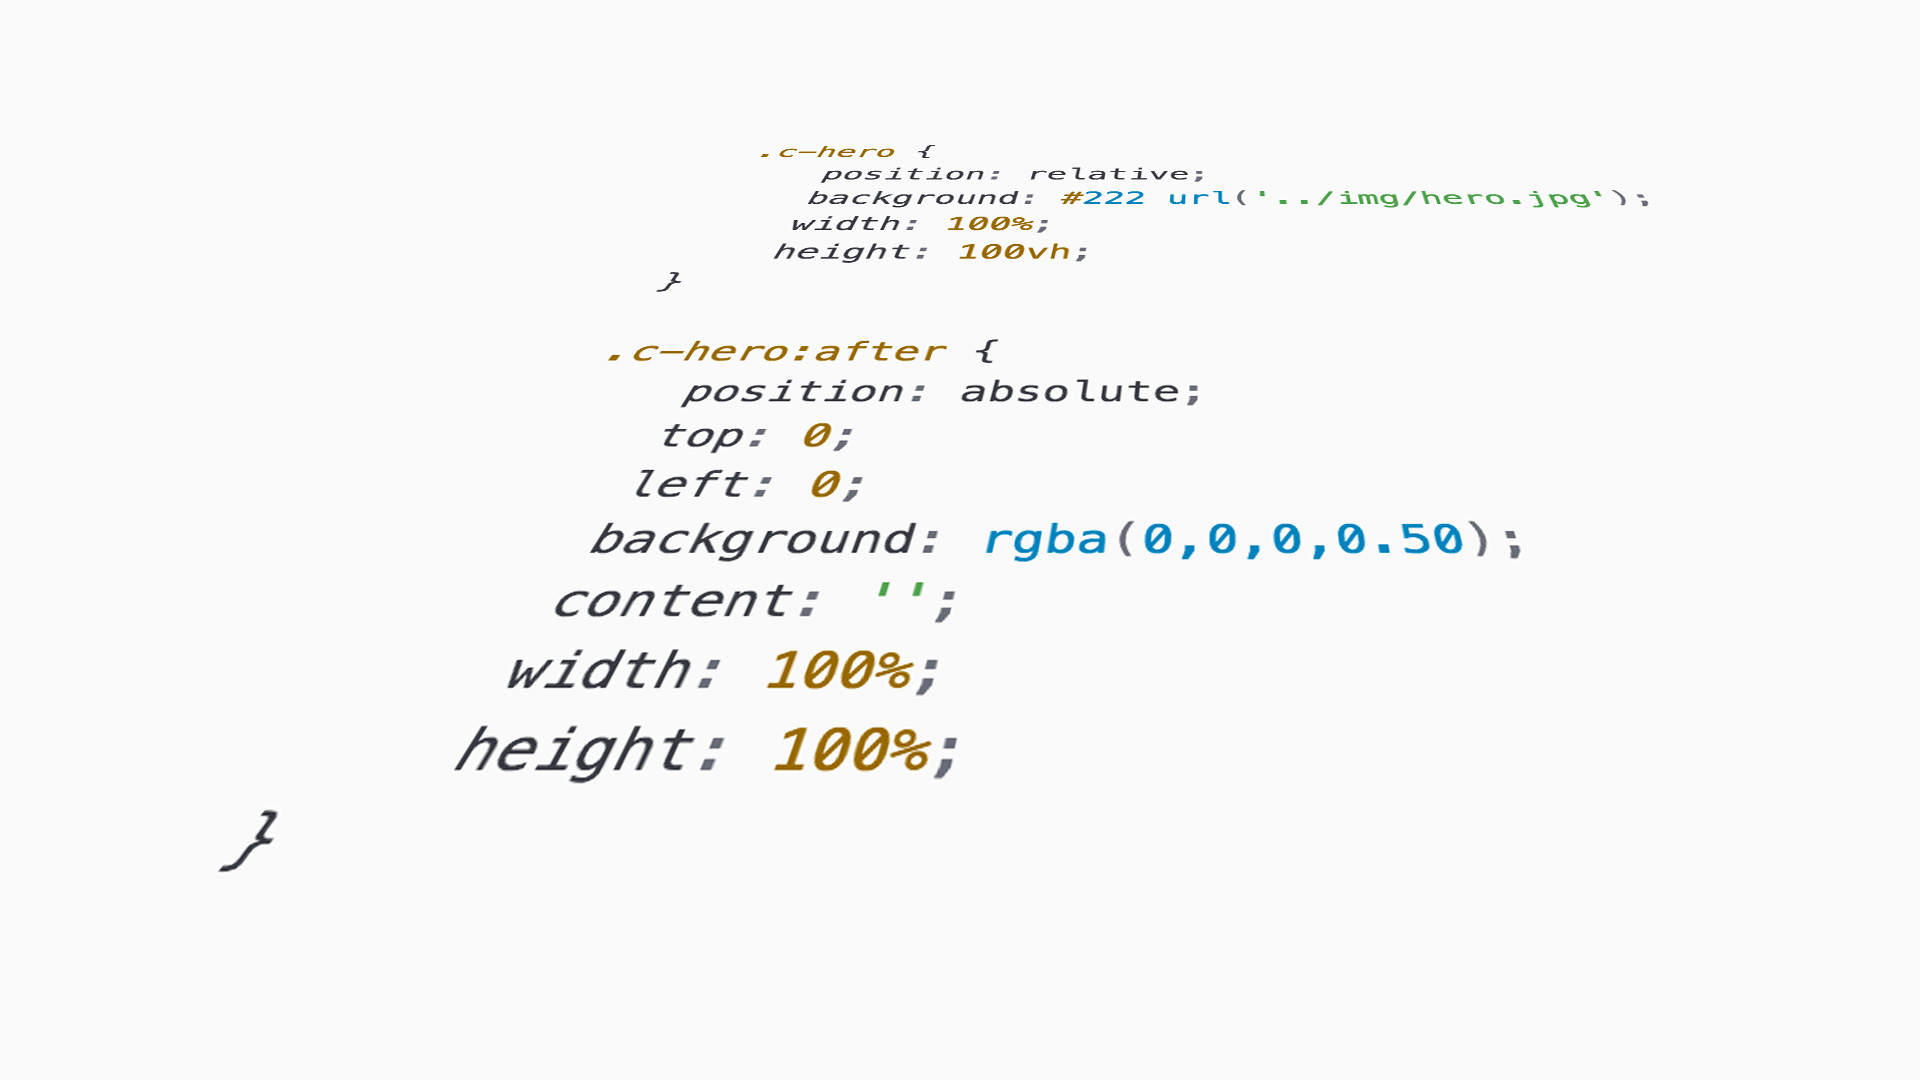 .c-hero {
position: relative;
background: #222 url('../img/hero.jpg');
width: 100%;
height: 100vh;
}
.c-hero:after {
position: absolute;
top: 0;
left: 0;
background: rgba(0,0,0,0.50);
content: '';
width: 100%;
height: 100%;
}